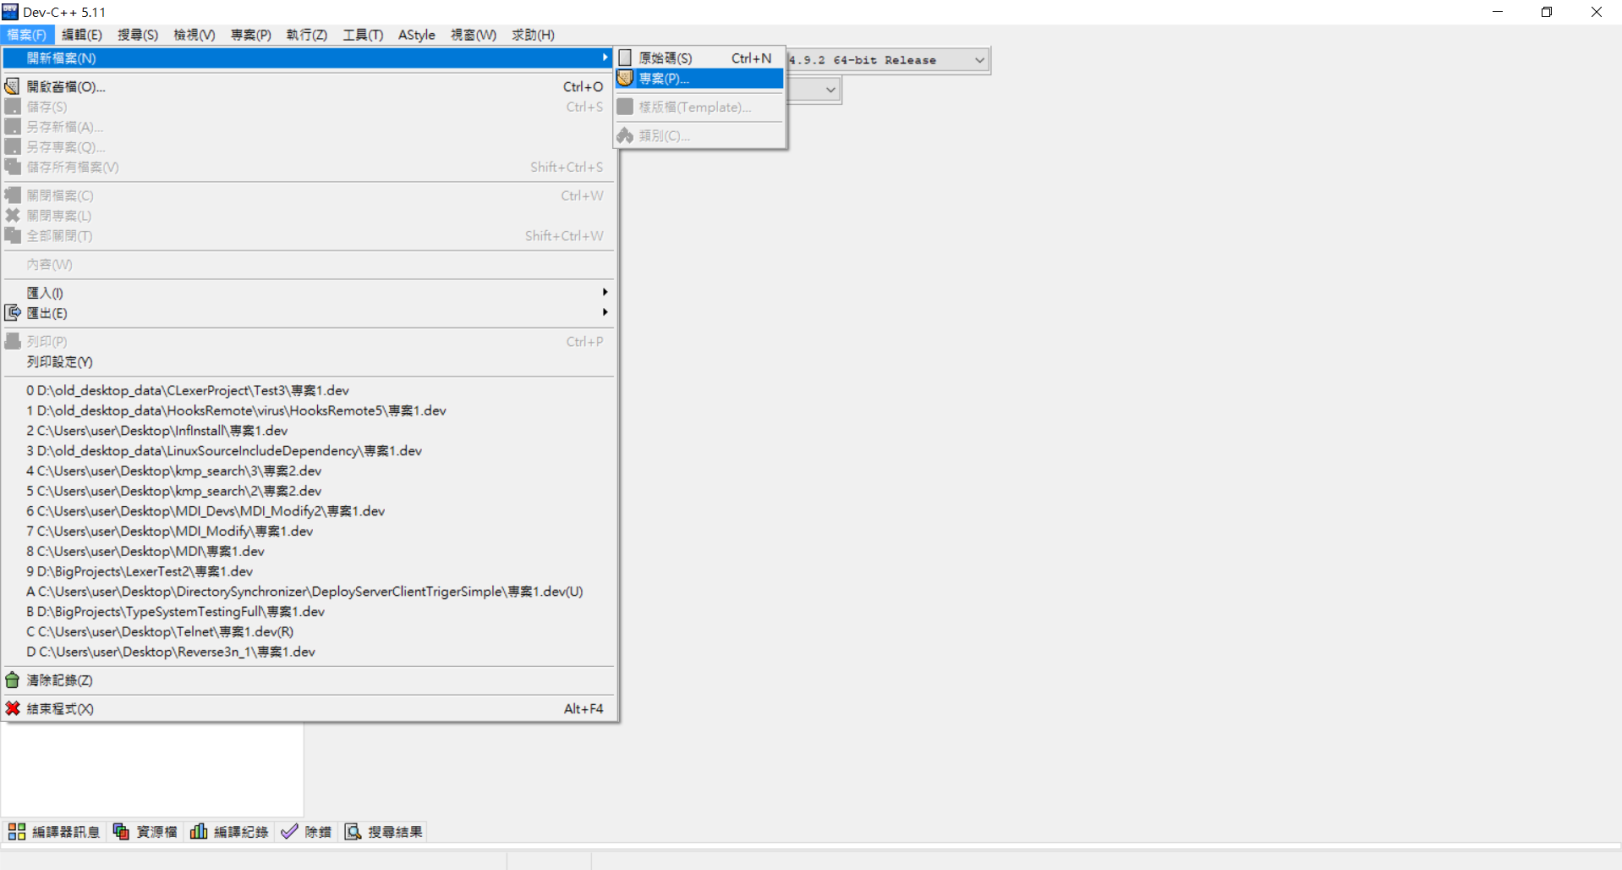 Dev-C++ 5.11
檔案(F) 編輯(E) 搜尋(S) 檢視(V) 專案(P) 執行(Z) 工具(T) AStyle 視窗(W) 求助(H)
開新檔案(N)
原始碼(S) Ctrl+N
4.9.2 64-bit Release
專案(P)...
樣版檔(Template)...
類別(C)...
開啟舊檔(O)... Ctrl+O
儲存(S) Ctrl+S
另存新檔(A)...
另存專案(Q)...
儲存所有檔案(V) Shift+Ctrl+S
關閉檔案(C) Ctrl+W
關閉專案(L)
全部關閉(T) Shift+Ctrl+W
內容(W)
匯入(I)
匯出(E)
列印(P) Ctrl+P
列印設定(Y)
0 D:\old_desktop_data\CLexerProject\Test3\專案1.dev
1 D:\old_desktop_data\HooksRemote\virus\HooksRemote5\專案1.dev
2 C:\Users\user\Desktop\InfInstall\專案1.dev
3 D:\old_desktop_data\LinuxSourceIncludeDependency\專案1.dev
4 C:\Users\user\Desktop\kmp_search\3\專案2.dev
5 C:\Users\user\Desktop\kmp_search\2\專案2.dev
6 C:\Users\user\Desktop\MDI_Devs\MDI_Modify2\專案1.dev
7 C:\Users\user\Desktop\MDI_Modify\專案1.dev
8 C:\Users\user\Desktop\MDI\專案1.dev
9 D:\BigProjects\LexerTest2\專案1.dev
A C:\Users\user\Desktop\DirectorySynchronizer\DeployServerClientTrigerSimple\專案1.dev(U)
B D:\BigProjects\TypeSystemTestingFull\專案1.dev
C C:\Users\user\Desktop\Telnet\專案1.dev(R)
D C:\Users\user\Desktop\Reverse3n_1\專案1.dev
清除記錄(Z)
結束程式(X) Alt+F4
編譯器訊息 資源檔 編譯紀錄 除錯 搜尋結果